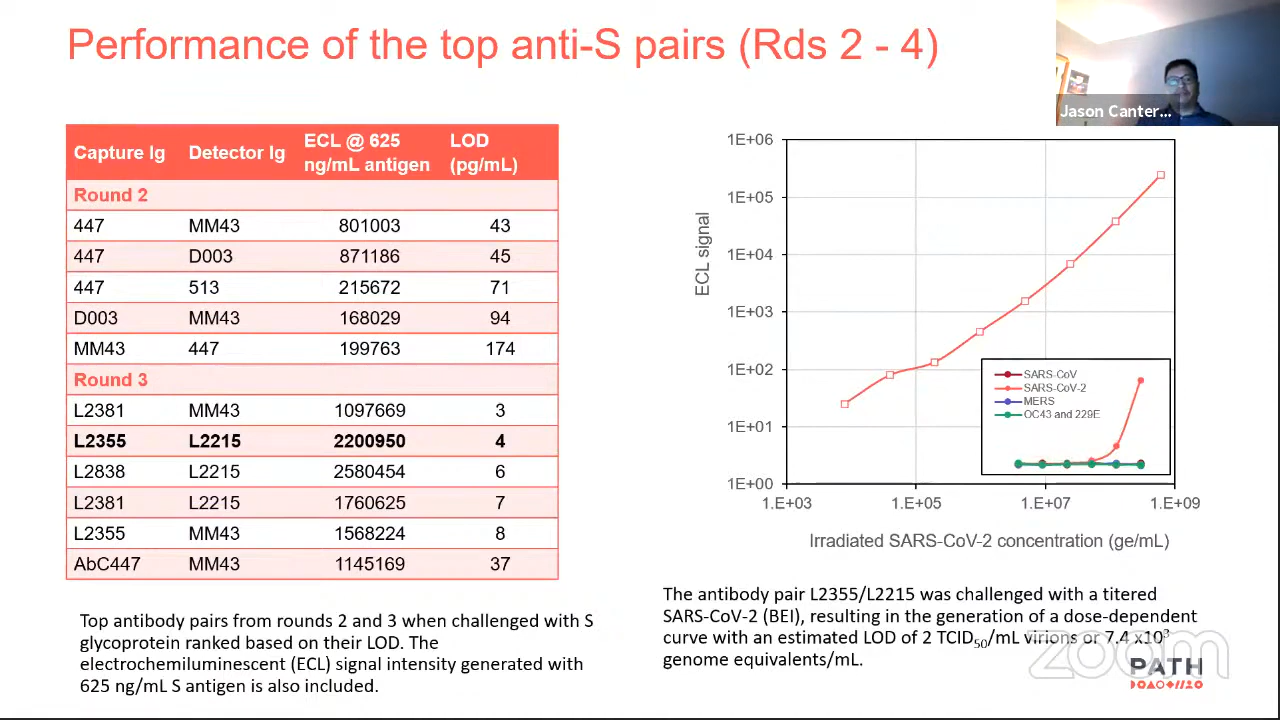 Performance of the top anti-S pairs (Rds 2 - 4)
Jason Canter...
Capture Ig Detector Ig ECL @ 625 ng/mL antigen LOD (pg/mL)
Round 2
447 MM43 801003 43
447 D003 871186 45
447 513 215672 71
D003 MM43 168029 94
MM43 447 199763 174
Round 3
L2381 MM43 1097669 3
L2355 L2215 2200950 4
L2838 L2215 2580454 6
L2381 L2215 1760625 7
L2355 MM43 1568224 8
AbC447 MM43 1145169 37
Top antibody pairs from rounds 2 and 3 when challenged with S
glycoprotein ranked based on their LOD. The
electrochemiluminescent (ECL) signal intensity generated with
625 ng/mL S antigen is also included.
ECL signal
1E+06
1E+05
1E+04
1E+03
1E+02
1E+01
1E+00
1.E+03 1.E+05 1.E+07 1.E+09
SARS-CoV
SARS-CoV-2
MERS
OC43 and 229E
Irradiated SARS-CoV-2 concentration (ge/mL)
The antibody pair L2355/L2215 was challenged with a titered
SARS-CoV-2 (BEI), resulting in the generation of a dose-dependent
curve with an estimated LOD of 2 TCID50/mL virions or 7.4 x10³
genome equivalents/mL.
zoom
PATH